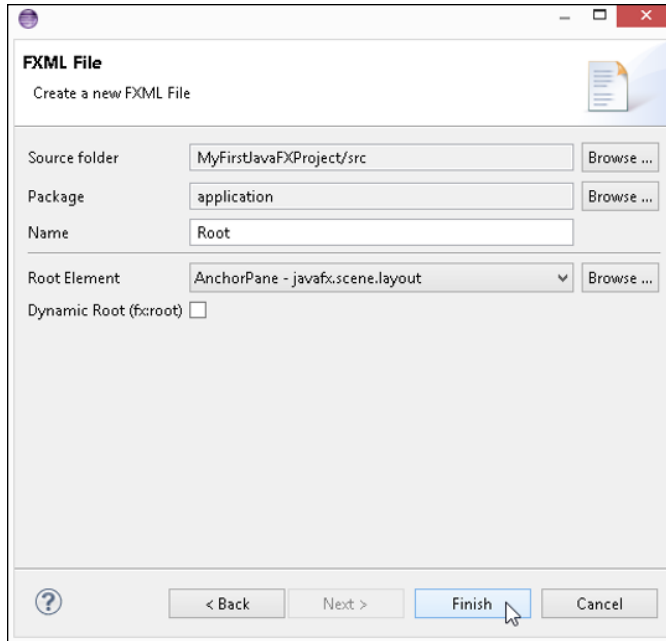 FXML File
Create a new FXML File
Source folder MyFirstJavaFXProject/src Browse ...
Package application Browse ...
Name Root
Root Element AnchorPane - javafx.scene.layout Browse ...
Dynamic Root (fx:root)
? < Back Next > Finish Cancel